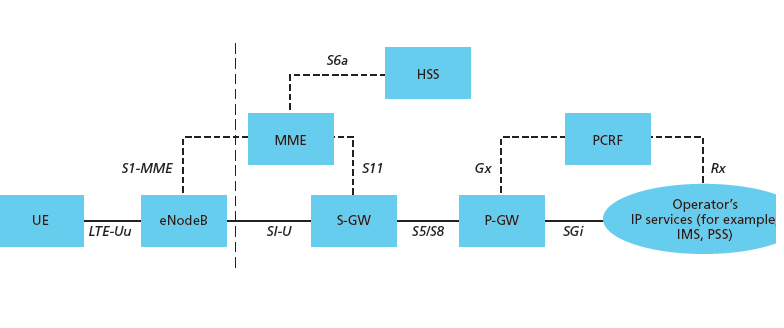 S6a
HSS
MME
PCRF
S1-MME
S11
Gx
Rx
UE
LTE-Uu
eNodeB
SI-U
S-GW
S5/S8
P-GW
SGi
Operator’s
IP services (for example,
IMS, PSS)